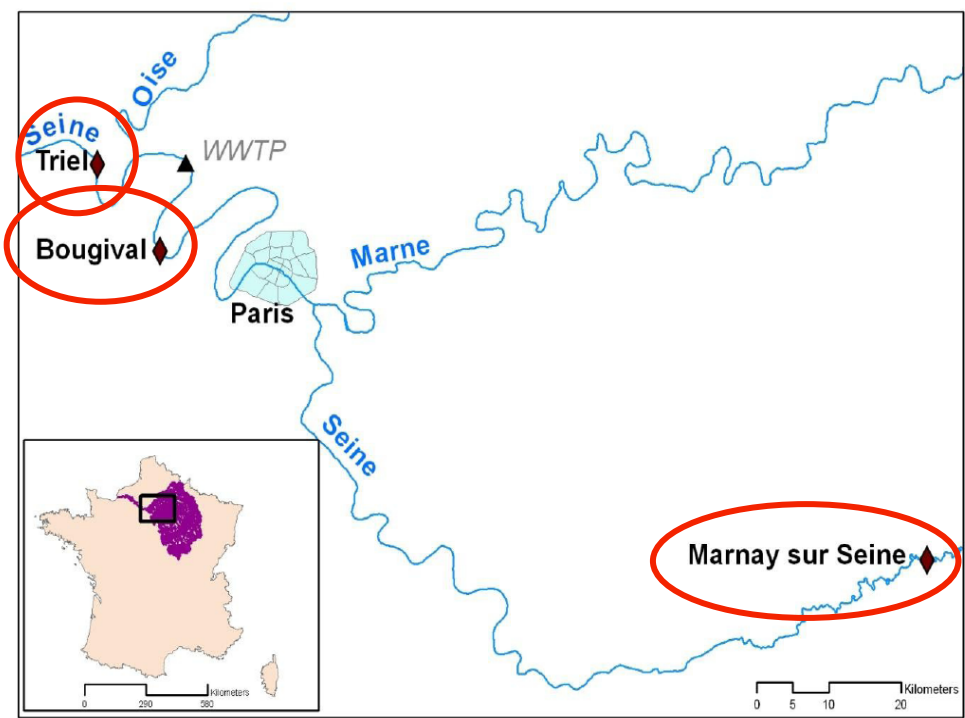 Oise
Seine
Triel
WWTP
Bougival
Marne
Paris
Seine
Marnay sur Seine
Kilometers
0 290 580
Kilometers
0 5 10 20